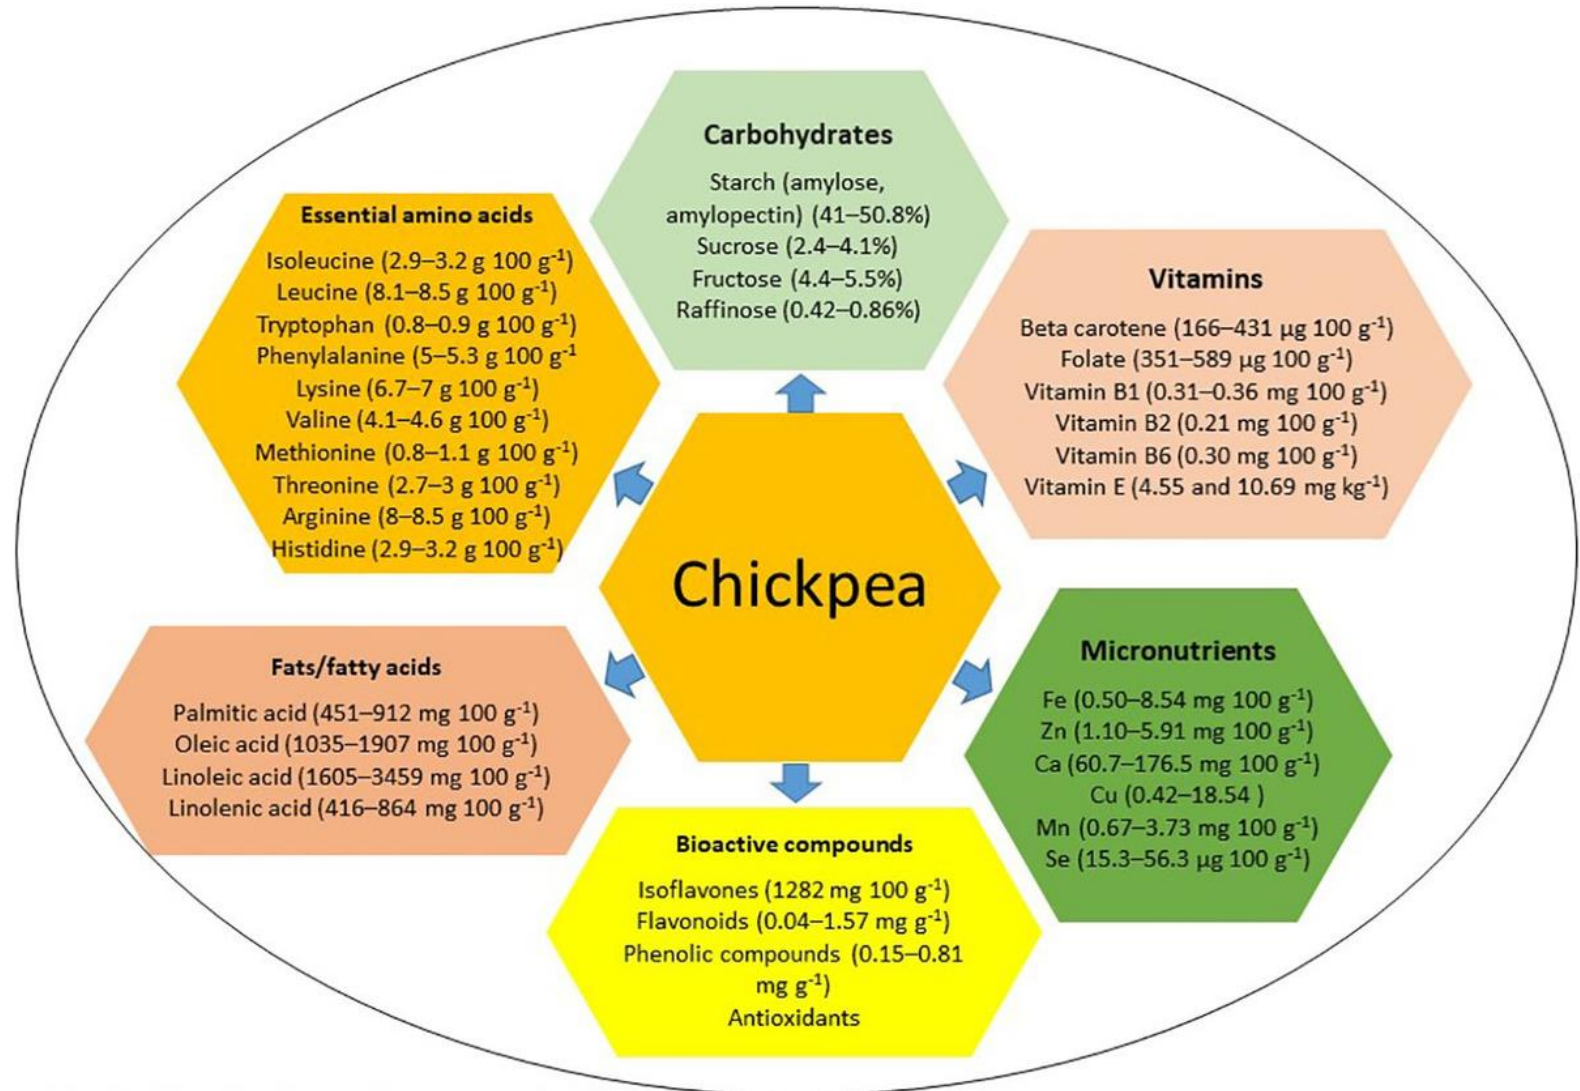 Carbohydrates
Starch (amylose,
amylopectin) (41–50.8%)
Sucrose (2.4–4.1%)
Fructose (4.4–5.5%)
Raffinose (0.42–0.86%)
Essential amino acids
Isoleucine (2.9–3.2 g 100 g⁻¹)
Leucine (8.1–8.5 g 100 g⁻¹)
Tryptophan (0.8–0.9 g 100 g⁻¹)
Phenylalanine (5–5.3 g 100 g⁻¹
Lysine (6.7–7 g 100 g⁻¹)
Valine (4.1–4.6 g 100 g⁻¹)
Methionine (0.8–1.1 g 100 g⁻¹)
Threonine (2.7–3 g 100 g⁻¹)
Arginine (8–8.5 g 100 g⁻¹)
Histidine (2.9–3.2 g 100 g⁻¹)
Vitamins
Beta carotene (166–431 µg 100 g⁻¹)
Folate (351–589 µg 100 g⁻¹)
Vitamin B1 (0.31–0.36 mg 100 g⁻¹)
Vitamin B2 (0.21 mg 100 g⁻¹)
Vitamin B6 (0.30 mg 100 g⁻¹)
Vitamin E (4.55 and 10.69 mg kg⁻¹)
Chickpea
Fats/fatty acids
Palmitic acid (451–912 mg 100 g⁻¹)
Oleic acid (1035–1907 mg 100 g⁻¹)
Linoleic acid (1605–3459 mg 100 g⁻¹)
Linolenic acid (416–864 mg 100 g⁻¹)
Micronutrients
Fe (0.50–8.54 mg 100 g⁻¹)
Zn (1.10–5.91 mg 100 g⁻¹)
Ca (60.7–176.5 mg 100 g⁻¹)
Cu (0.42–18.54 )
Mn (0.67–3.73 mg 100 g⁻¹)
Se (15.3–56.3 µg 100 g⁻¹)
Bioactive compounds
Isoflavones (1282 mg 100 g⁻¹)
Flavonoids (0.04–1.57 mg g⁻¹)
Phenolic compounds (0.15–0.81
mg g⁻¹)
Antioxidants